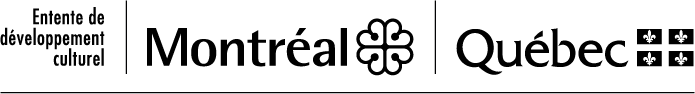 Entente de
développement
culturel
Montréal
Québec